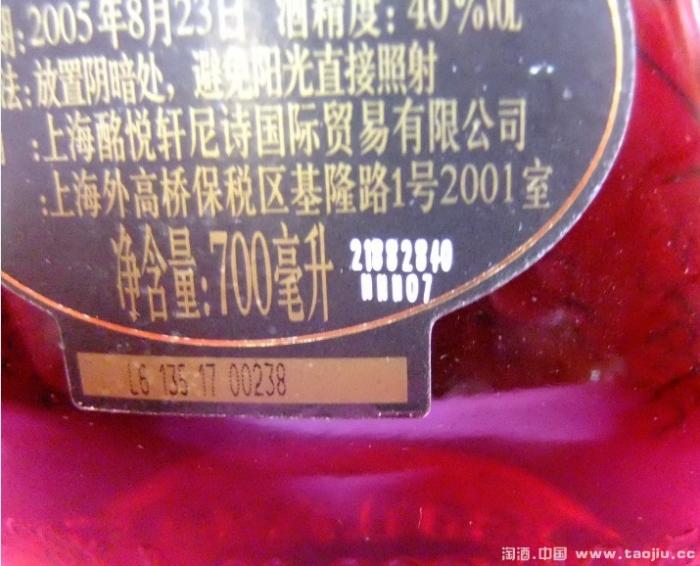 期:2005年8月23日 酒精度:40%VOL
法:放置阴暗处，避免阳光直接照射
:上海酩悦轩尼诗国际贸易有限公司
:上海外高桥保税区基隆路1号2001室
净含量:700毫升
21882840
NNN07
L6 135 17 00238
淘酒.中国 www.taojiu.cc